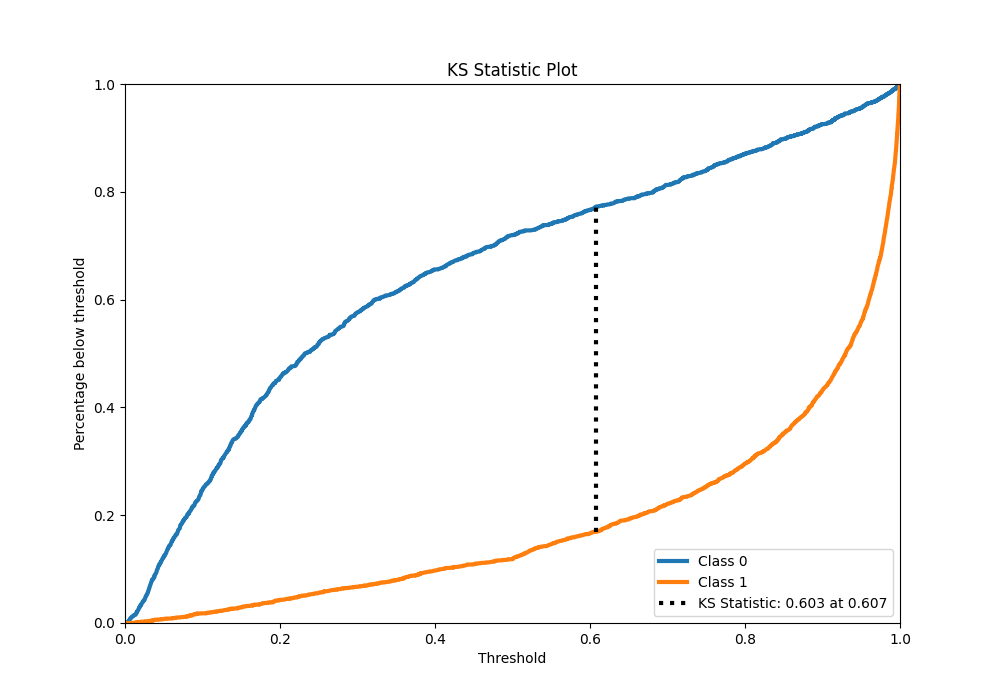 KS Statistic Plot
1.0
0.8
0.6
0.4
0.2
0.0
Percentage below threshold
0.0 0.2 0.4 0.6 0.8 1.0
Threshold
Class 0
Class 1
KS Statistic: 0.603 at 0.607